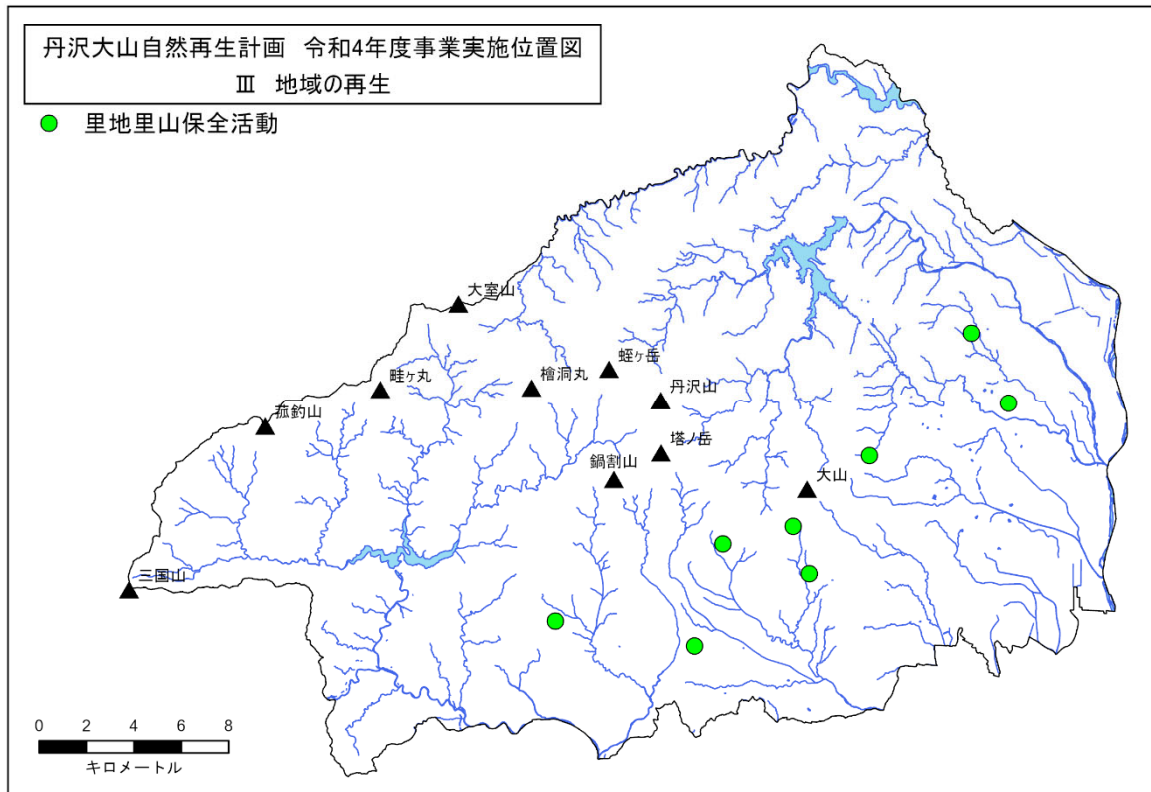 丹沢大山自然再生計画 令和4年度事業実施位置図
Ⅲ 地域の再生
里地里山保全活動
大室山
畦ヶ丸
檜洞丸
蛭ヶ岳
丹沢山
菰釣山
塔ノ岳
鍋割山
大山
三国山
0 2 4 6 8
キロメートル